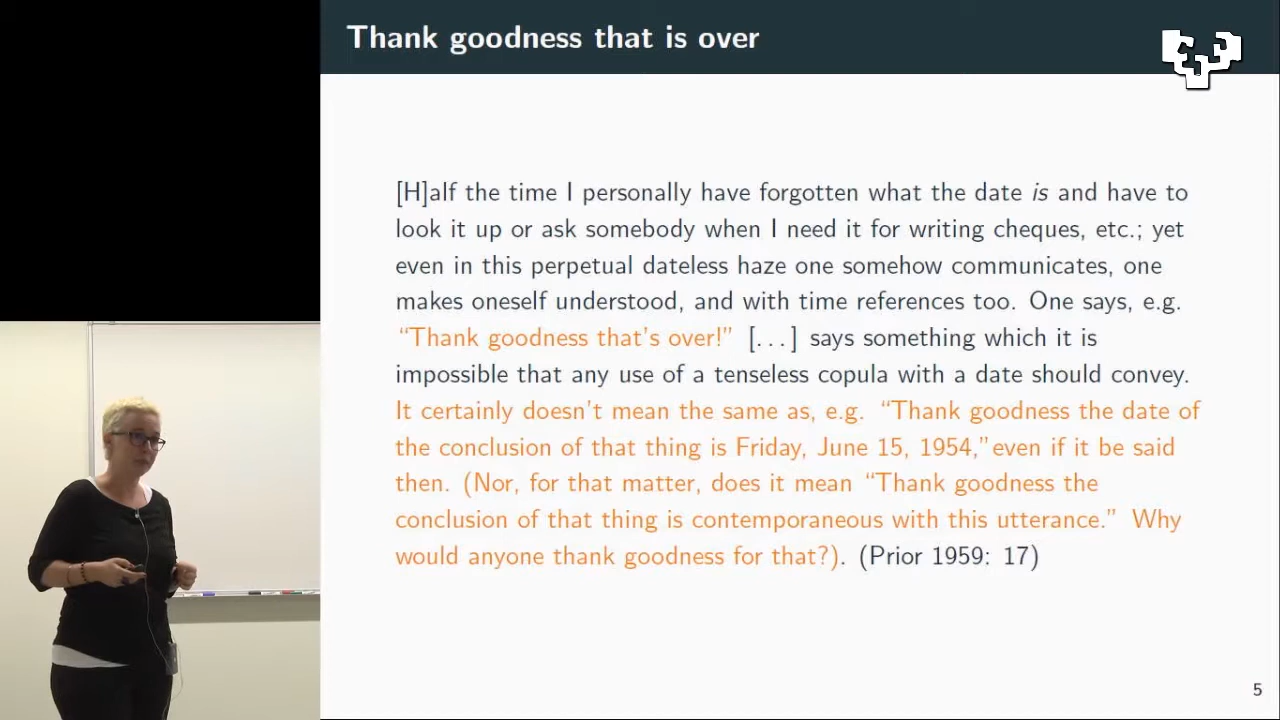 Thank goodness that is over
[H]alf the time I personally have forgotten what the date is and have to
look it up or ask somebody when I need it for writing cheques, etc.; yet
even in this perpetual dateless haze one somehow communicates, one
makes oneself understood, and with time references too. One says, e.g.
“Thank goodness that's over!” [...] says something which it is
impossible that any use of a tenseless copula with a date should convey.
It certainly doesn't mean the same as, e.g. “Thank goodness the date of
the conclusion of that thing is Friday, June 15, 1954,”even if it be said
then. (Nor, for that matter, does it mean “Thank goodness the
conclusion of that thing is contemporaneous with this utterance.” Why
would anyone thank goodness for that?). (Prior 1959: 17)
5